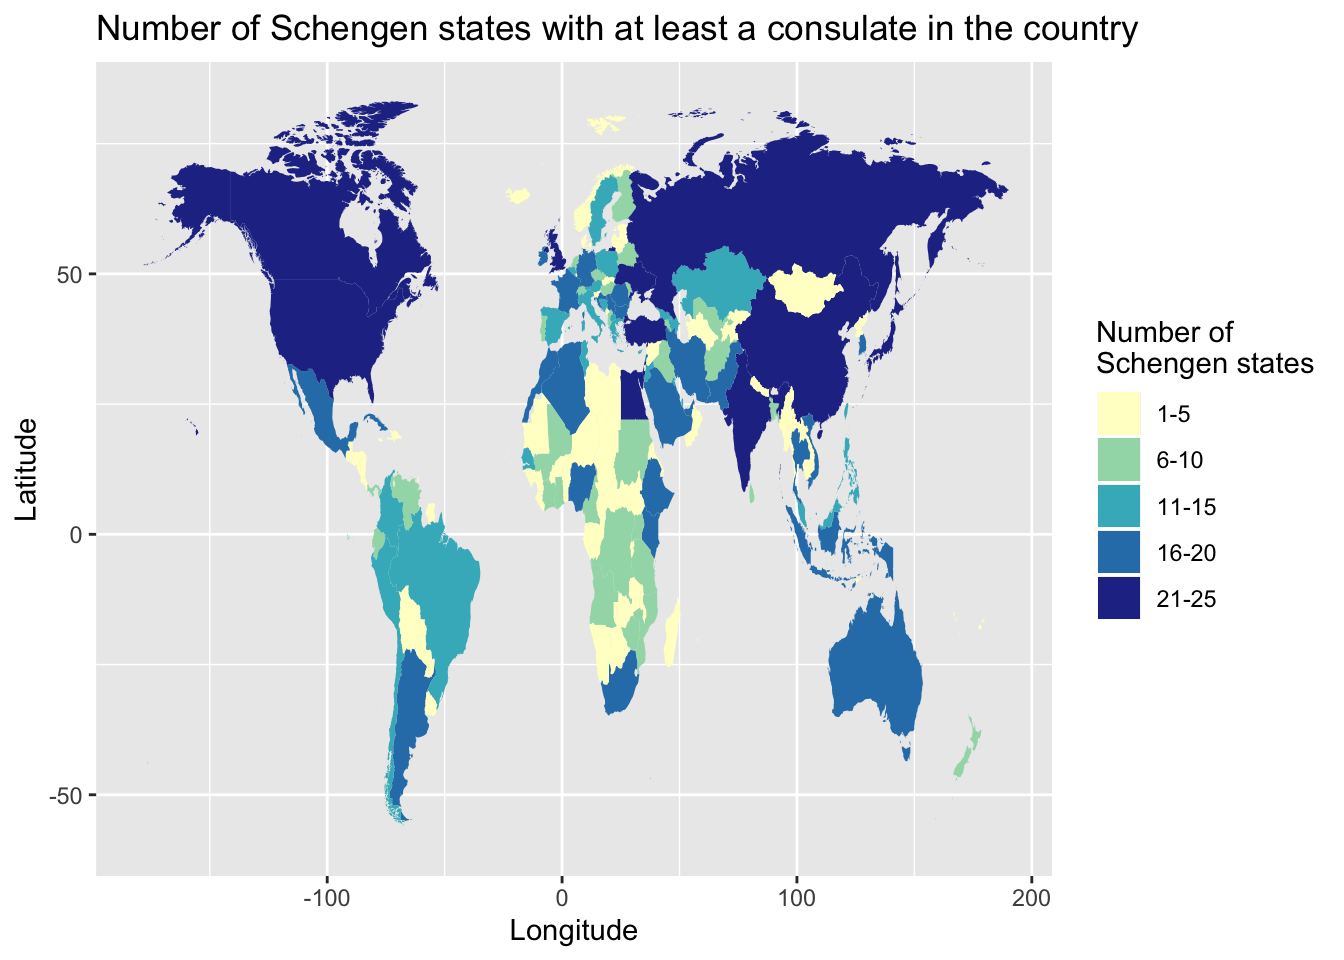 Number of Schengen states with at least a consulate in the country
Latitude
50
0
-50
-100
0
100
200
Longitude
Number of
Schengen states
1-5
6-10
11-15
16-20
21-25